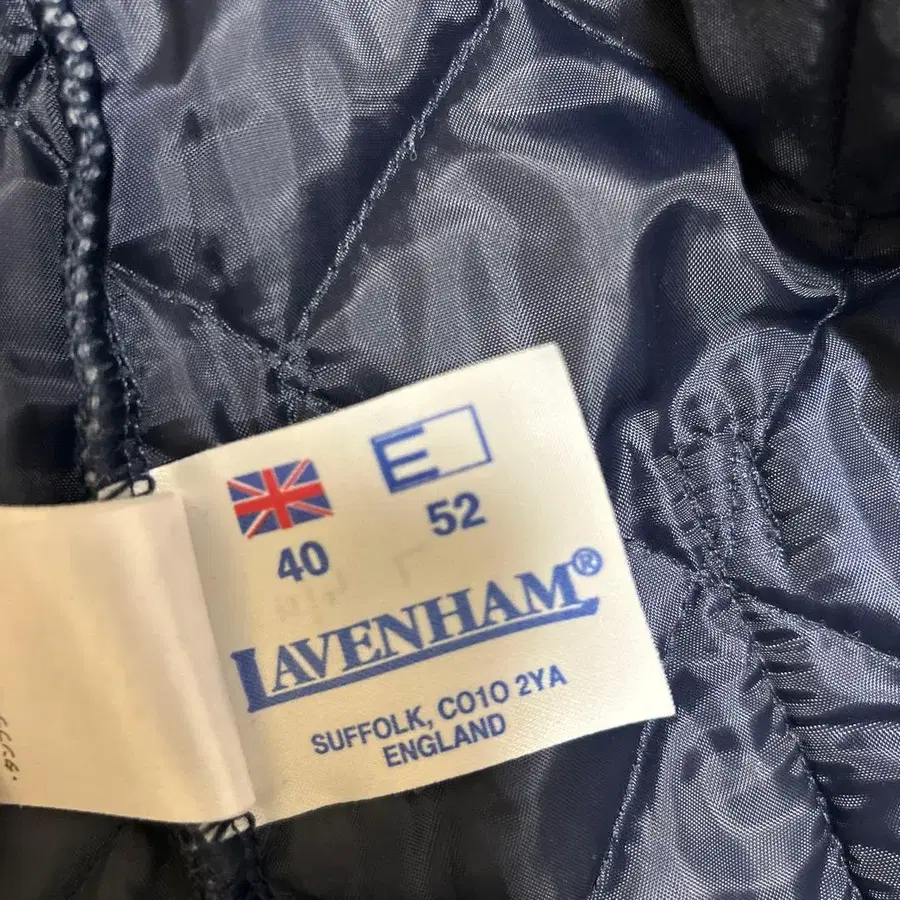 E
40 52
LAVENHAM®
SUFFOLK, CO10 2YA
ENGLAND